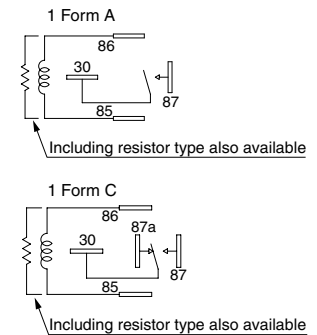 1 Form A
86
30
87
85
Including resistor type also available
1 Form C
86
87a
30
87
85
Including resistor type also available